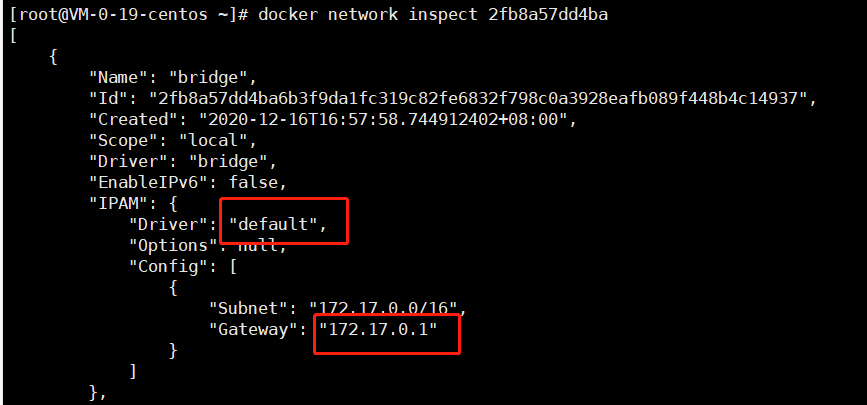 [root@VM-0-19-centos ~]# docker network inspect 2fb8a57dd4ba
[
    {
        "Name": "bridge",
        "Id": "2fb8a57dd4ba6b3f9da1fc319c82fe6832f798c0a3928eafb089f448b4c14937",
        "Created": "2020-12-16T16:57:58.744912402+08:00",
        "Scope": "local",
        "Driver": "bridge",
        "EnableIPv6": false,
        "IPAM": {
            "Driver": "default",
            "Options": null,
            "Config": [
                {
                    "Subnet": "172.17.0.0/16",
                    "Gateway": "172.17.0.1"
                }
            ]
        },